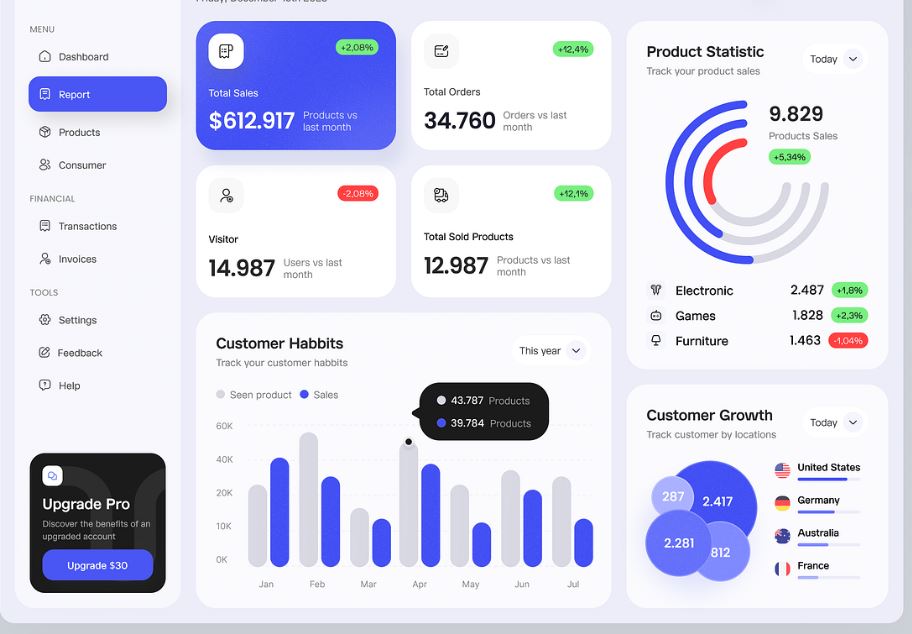 Friday, December 15th 2023
MENU
Dashboard
Report
Products
Consumer
FINANCIAL
Transactions
Invoices
TOOLS
Settings
Feedback
Help
Upgrade Pro
Discover the benefits of an
upgraded account
Upgrade $30
+2,08%
Total Sales
$612.917
Products vs
last month
+12,4%
Total Orders
34.760
Orders vs last
month
-2,08%
Visitor
14.987
Users vs last
month
+12,1%
Total Sold Products
12.987
Products vs last
month
Customer Habbits
Track your customer habbits
This year
Seen product
Sales
43.787 Products
39.784 Products
60K
40K
20K
10K
0K
Jan
Feb
Mar
Apr
May
Jun
Jul
Product Statistic
Track your product sales
Today
9.829
Products Sales
+5,34%
Electronic
2.487
+1,8%
Games
1.828
+2,3%
Furniture
1.463
-1,04%
Customer Growth
Track customer by locations
Today
287
2.417
2.281
812
United States
Germany
Australia
France